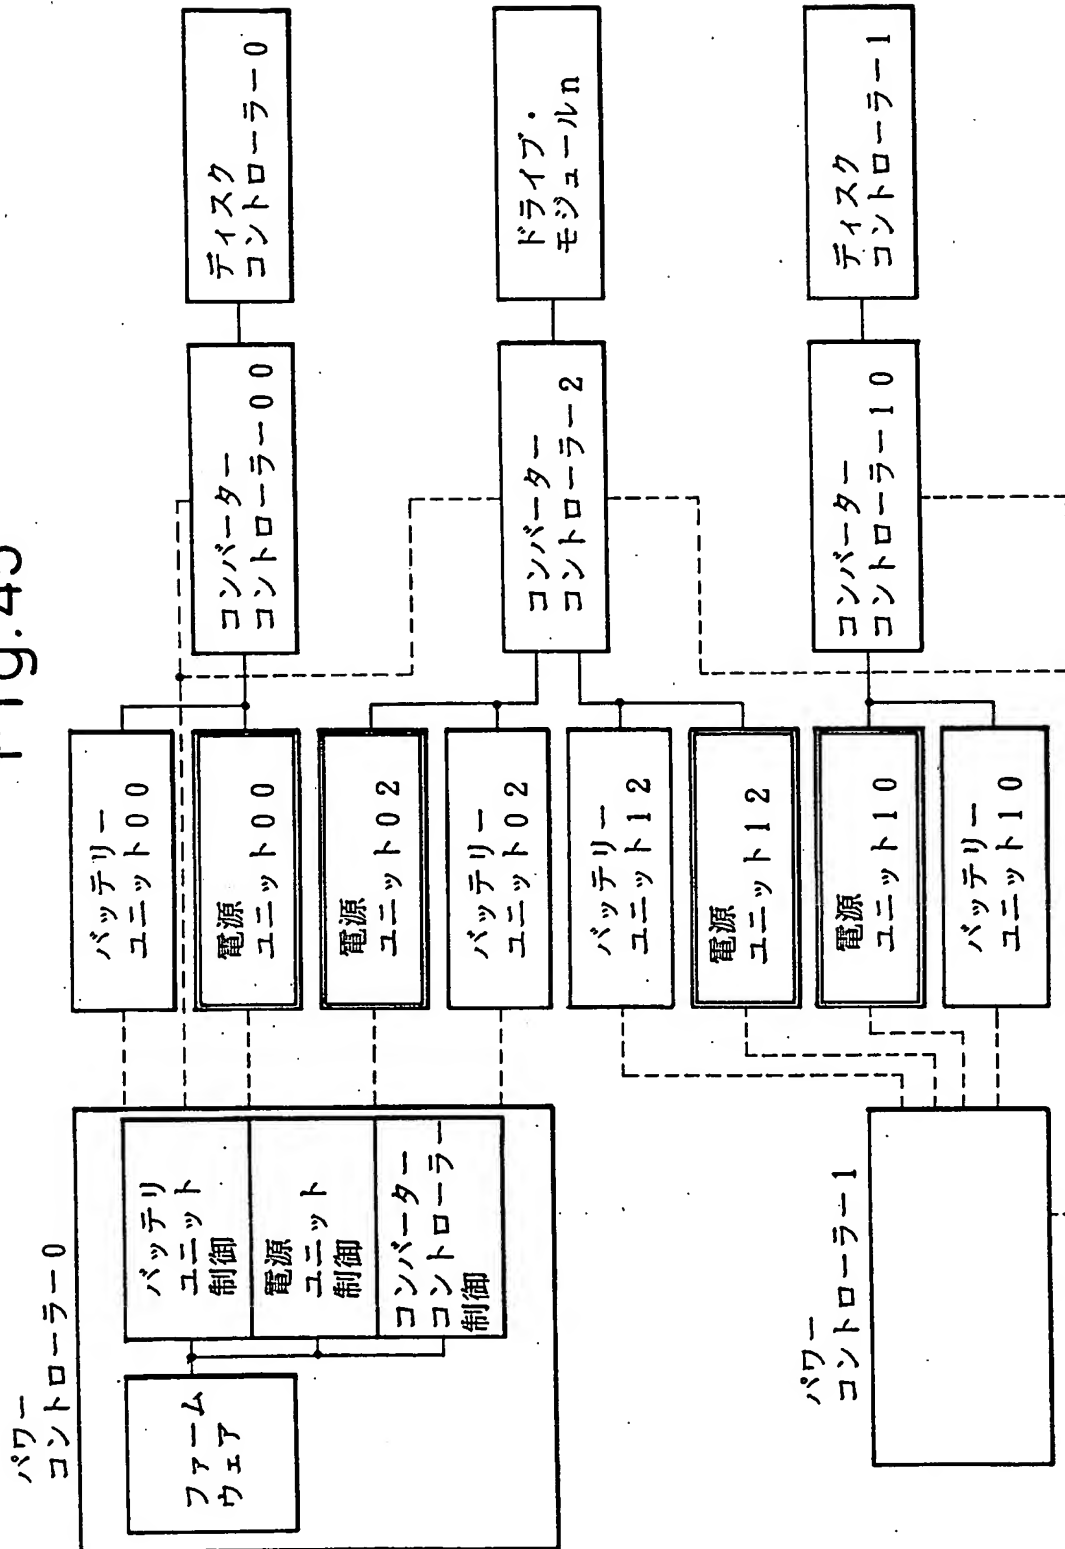 Fig.45
パワー
コントローラー0
ファーム
ウェア
バッテリ
ユニット
制御
電源
ユニット
制御
コンバーター
コントローラー
制御
バッテリー
ユニット00
電源
ユニット00
電源
ユニット02
バッテリー
ユニット02
バッテリー
ユニット12
電源
ユニット12
電源
ユニット10
バッテリー
ユニット10
コンバーター
コントローラー00
コンバーター
コントローラー2
コンバーター
コントローラー10
ディスク
コントローラー0
ドライブ・
モジュールn
ディスク
コントローラー1
パワー
コントローラー1